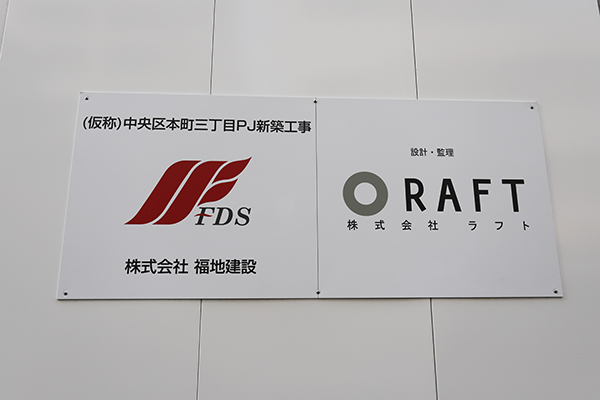 (仮称)中央区本町三丁目PJ新築工事
FDS
株式会社 福地建設
設計・監理
RAFT
株式会社 ラフト